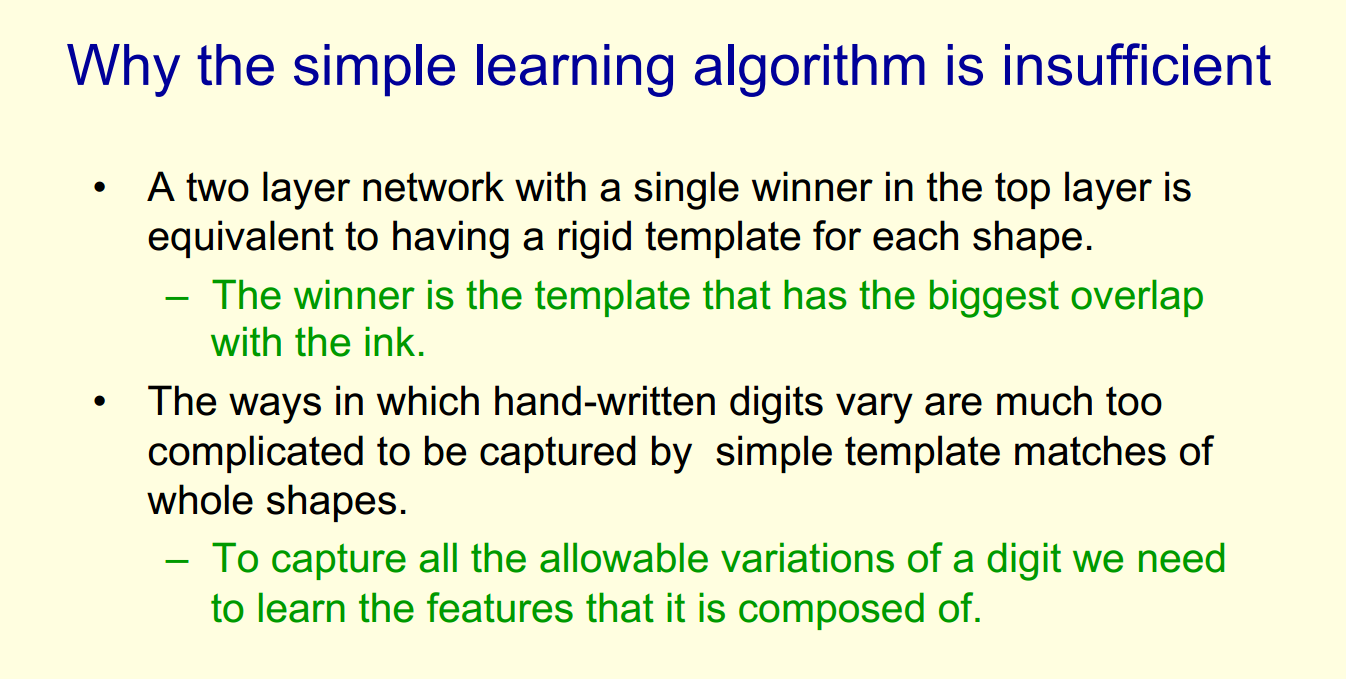 Why the simple learning algorithm is insufficient
• A two layer network with a single winner in the top layer is
equivalent to having a rigid template for each shape.
– The winner is the template that has the biggest overlap
with the ink.
• The ways in which hand-written digits vary are much too
complicated to be captured by  simple template matches of
whole shapes.
– To capture all the allowable variations of a digit we need
to learn the features that it is composed of.